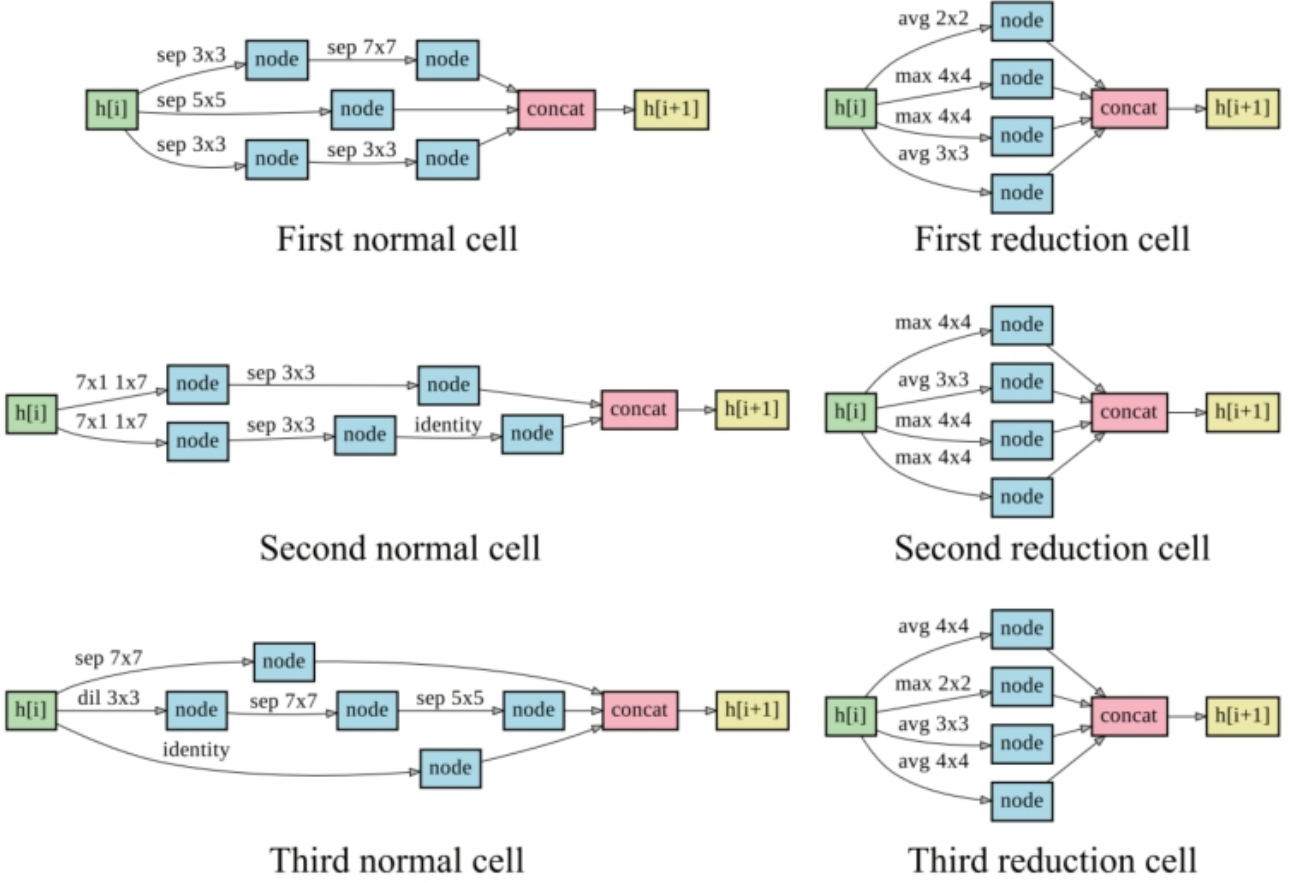 sep 3x3 node sep 7x7 node
h[i] sep 5x5 node concat h[i+1]
sep 3x3 node sep 3x3 node
First normal cell
avg 2x2 node
max 4x4 node
h[i] concat h[i+1]
max 4x4 node
avg 3x3
node
First reduction cell
7x1 1x7 node sep 3x3 node
h[i] concat h[i+1]
7x1 1x7 node sep 3x3 node identity node
Second normal cell
max 4x4 node
avg 3x3 node
h[i] concat h[i+1]
max 4x4 node
max 4x4
node
Second reduction cell
sep 7x7 node
h[i] dil 3x3 node sep 7x7 node sep 5x5 node concat h[i+1]
identity node
Third normal cell
avg 4x4 node
max 2x2 node
h[i] concat h[i+1]
avg 3x3 node
avg 4x4
node
Third reduction cell